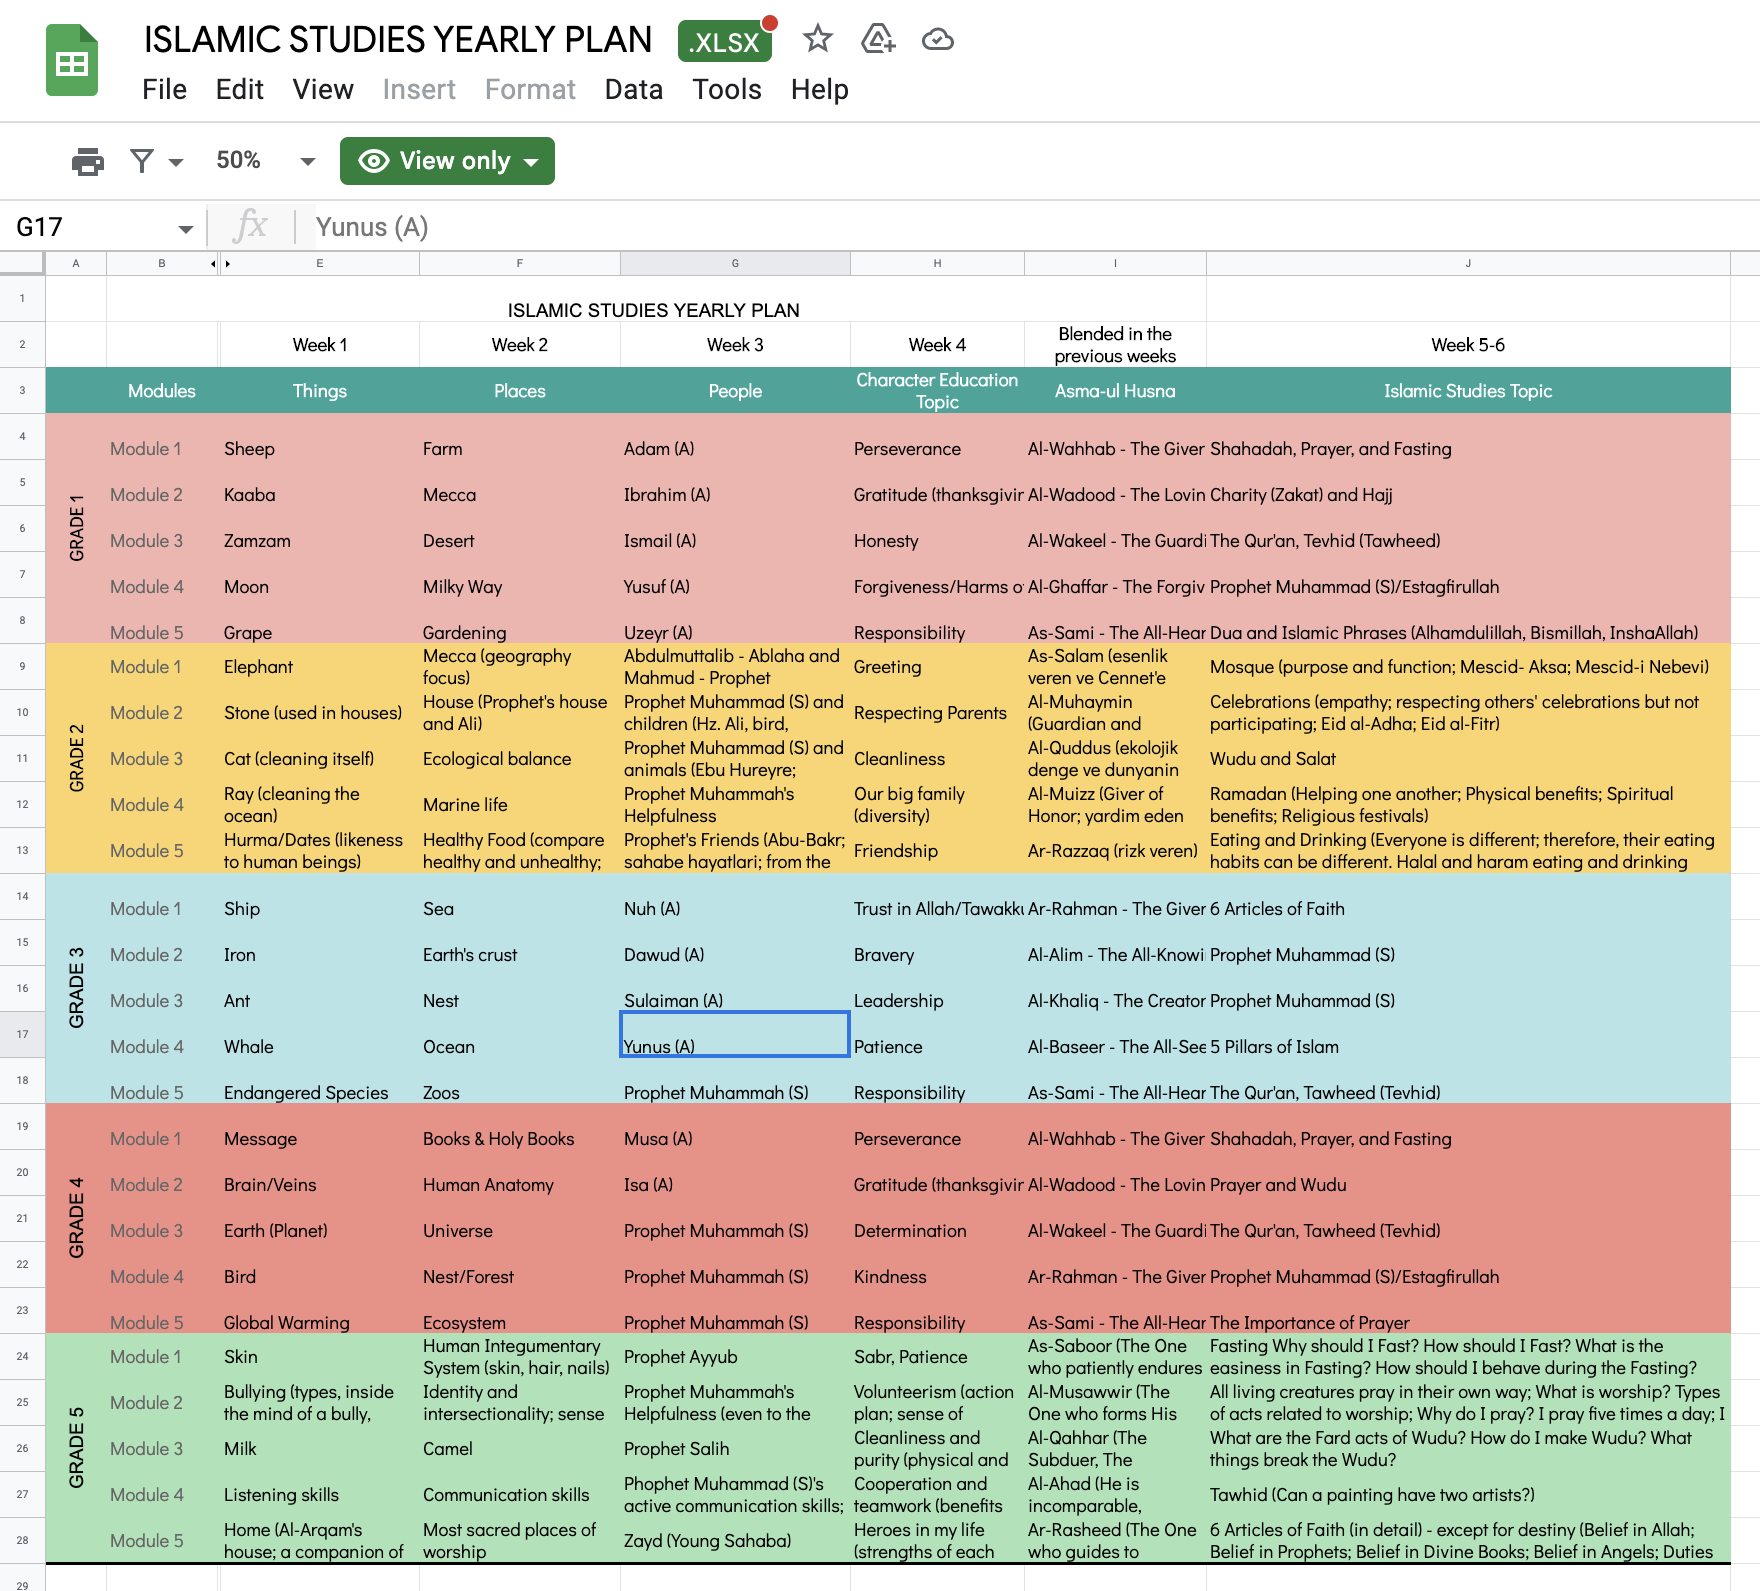 ISLAMIC STUDIES YEARLY PLAN .XLSX
File Edit View Insert Format Data Tools Help
50% View only
G17 fx Yunus (A)
A B E F G H I J
1 ISLAMIC STUDIES YEARLY PLAN
2 Week 1 Week 2 Week 3 Week 4 Blended in the previous weeks Week 5-6
3 Modules Things Places People Character Education Topic Asma-ul Husna Islamic Studies Topic
GRADE 1
4 Module 1 Sheep Farm Adam (A) Perseverance Al-Wahhab - The Giver Shahadah, Prayer, and Fasting
5 Module 2 Kaaba Mecca Ibrahim (A) Gratitude (thanksgivin Al-Wadood - The Lovin Charity (Zakat) and Hajj
6 Module 3 Zamzam Desert Ismail (A) Honesty Al-Wakeel - The Guardi The Qur'an, Tevhid (Tawheed)
7 Module 4 Moon Milky Way Yusuf (A) Forgiveness/Harms o Al-Ghaffar - The Forgiv Prophet Muhammad (S)/Estagfirullah
8 Module 5 Grape Gardening Uzeyr (A) Responsibility As-Sami - The All-Hear Dua and Islamic Phrases (Alhamdulillah, Bismillah, InshaAllah)
GRADE 2
9 Module 1 Elephant Mecca (geography focus) Abdulmuttalib - Ablaha and Mahmud - Prophet Greeting As-Salam (esenlik veren ve Cennet'e Mosque (purpose and function; Mescid- Aksa; Mescid-i Nebevi)
10 Module 2 Stone (used in houses) House (Prophet's house and Ali) Prophet Muhammad (S) and children (Hz. Ali, bird, Respecting Parents Al-Muhaymin (Guardian and Celebrations (empathy; respecting others' celebrations but not participating; Eid al-Adha; Eid al-Fitr)
11 Module 3 Cat (cleaning itself) Ecological balance Prophet Muhammad (S) and animals (Ebu Hureyre; Cleanliness Al-Quddus (ekolojik denge ve dunyanin Wudu and Salat
12 Module 4 Ray (cleaning the ocean) Marine life Prophet Muhammah's Helpfulness Our big family (diversity) Al-Muizz (Giver of Honor; yardim eden Ramadan (Helping one another; Physical benefits; Spiritual benefits; Religious festivals)
13 Module 5 Hurma/Dates (likeness to human beings) Healthy Food (compare healthy and unhealthy; Prophet's Friends (Abu-Bakr; sahabe hayatlari; from the Friendship Ar-Razzaq (rizk veren) Eating and Drinking (Everyone is different; therefore, their eating habits can be different. Halal and haram eating and drinking
GRADE 3
14 Module 1 Ship Sea Nuh (A) Trust in Allah/Tawakku Ar-Rahman - The Giver 6 Articles of Faith
15 Module 2 Iron Earth's crust Dawud (A) Bravery Al-Alim - The All-Knowi Prophet Muhammad (S)
16 Module 3 Ant Nest Sulaiman (A) Leadership Al-Khaliq - The Creator Prophet Muhammad (S)
17 Module 4 Whale Ocean Yunus (A) Patience Al-Baseer - The All-See 5 Pillars of Islam
18 Module 5 Endangered Species Zoos Prophet Muhammah (S) Responsibility As-Sami - The All-Hear The Qur'an, Tawheed (Tevhid)
GRADE 4
19 Module 1 Message Books & Holy Books Musa (A) Perseverance Al-Wahhab - The Giver Shahadah, Prayer, and Fasting
20 Module 2 Brain/Veins Human Anatomy Isa (A) Gratitude (thanksgivin Al-Wadood - The Lovin Prayer and Wudu
21 Module 3 Earth (Planet) Universe Prophet Muhammah (S) Determination Al-Wakeel - The Guardi The Qur'an, Tawheed (Tevhid)
22 Module 4 Bird Nest/Forest Prophet Muhammah (S) Kindness Ar-Rahman - The Giver Prophet Muhammad (S)/Estagfirullah
23 Module 5 Global Warming Ecosystem Prophet Muhammah (S) Responsibility As-Sami - The All-Hear The Importance of Prayer
GRADE 5
24 Module 1 Skin Human Integumentary System (skin, hair, nails) Prophet Ayyub Sabr, Patience As-Saboor (The One who patiently endures Fasting Why should I Fast? How should I Fast? What is the easiness in Fasting? How should I behave during the Fasting?
25 Module 2 Bullying (types, inside the mind of a bully, Identity and intersectionality; sense Prophet Muhammah's Helpfulness (even to the Volunteerism (action plan; sense of Al-Musawwir (The One who forms His All living creatures pray in their own way; What is worship? Types of acts related to worship; Why do I pray? I pray five times a day; I
26 Module 3 Milk Camel Prophet Salih Cleanliness and purity (physical and Al-Qahhar (The Subduer, The What are the Fard acts of Wudu? How do I make Wudu? What things break the Wudu?
27 Module 4 Listening skills Communication skills Phophet Muhammad (S)'s active communication skills; Cooperation and teamwork (benefits Al-Ahad (He is incomparable, Tawhid (Can a painting have two artists?)
28 Module 5 Home (Al-Arqam's house; a companion of Most sacred places of worship Zayd (Young Sahaba) Heroes in my life (strengths of each Ar-Rasheed (The One who guides to 6 Articles of Faith (in detail) - except for destiny (Belief in Allah; Belief in Prophets; Belief in Divine Books; Belief in Angels; Duties
29